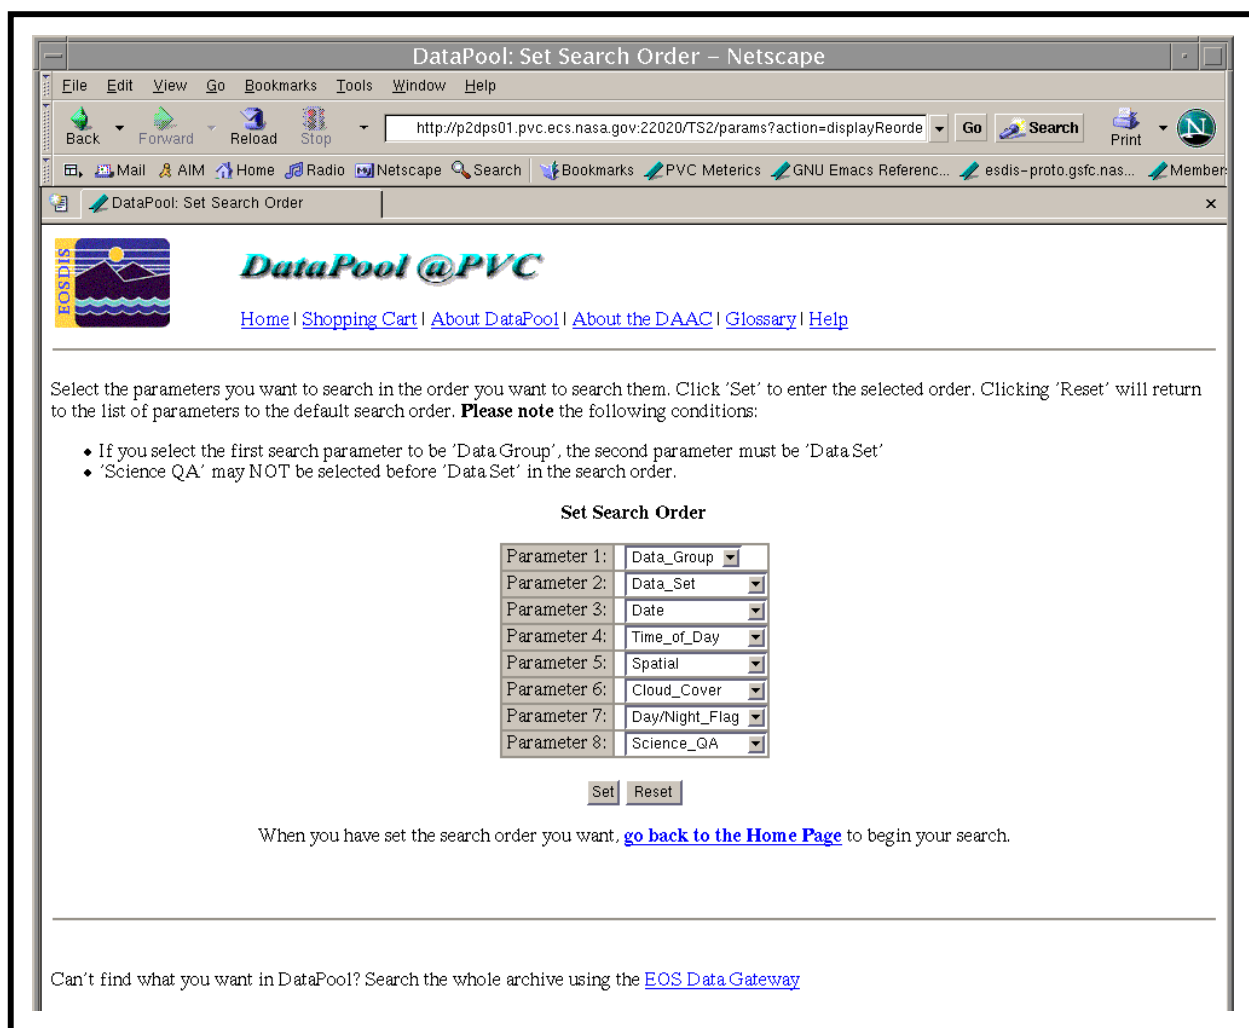 DataPool: Set Search Order – Netscape
File Edit View Go Bookmarks Tools Window Help
Back Forward Reload Stop http://p2dps01.pvc.ecs.nasa.gov:22020/TS2/params?action=displayReorde Go Search Print N
Mail AIM Home Radio Netscape Search Bookmarks PVC Meterics GNU Emacs Referenc... esdis-proto.gsfc.nas... Member
DataPool: Set Search Order
EOSDIS
DataPool @PVC
Home | Shopping Cart | About DataPool | About the DAAC | Glossary | Help
Select the parameters you want to search in the order you want to search them. Click 'Set' to enter the selected order. Clicking 'Reset' will return
to the list of parameters to the default search order. Please note the following conditions:
• If you select the first search parameter to be 'Data Group', the second parameter must be 'Data Set'
• 'Science QA' may NOT be selected before 'Data Set' in the search order.
Set Search Order
Parameter 1: Data_Group
Parameter 2: Data_Set
Parameter 3: Date
Parameter 4: Time_of_Day
Parameter 5: Spatial
Parameter 6: Cloud_Cover
Parameter 7: Day/Night_Flag
Parameter 8: Science_QA
Set Reset
When you have set the search order you want, go back to the Home Page to begin your search.
Can't find what you want in DataPool? Search the whole archive using the EOS Data Gateway